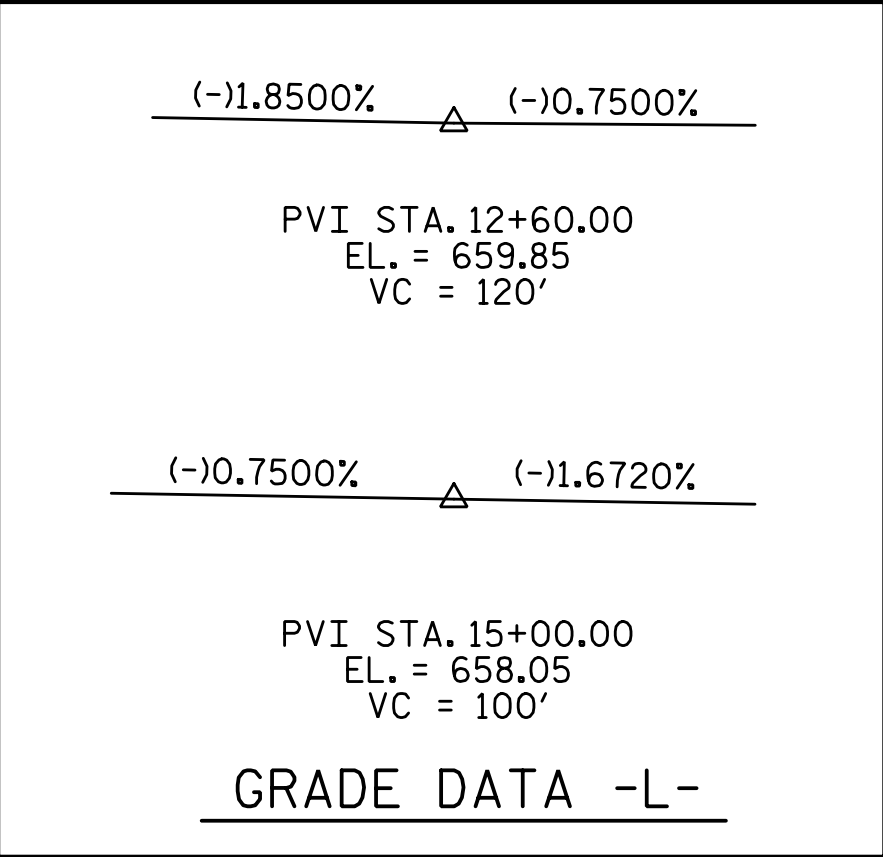 (-)1.8500% (-)0.7500%
PVI STA. 12+60.00
EL. = 659.85
VC = 120'
(-)0.7500% (-)1.6720%
PVI STA. 15+00.00
EL. = 658.05
VC = 100'
GRADE DATA -L-